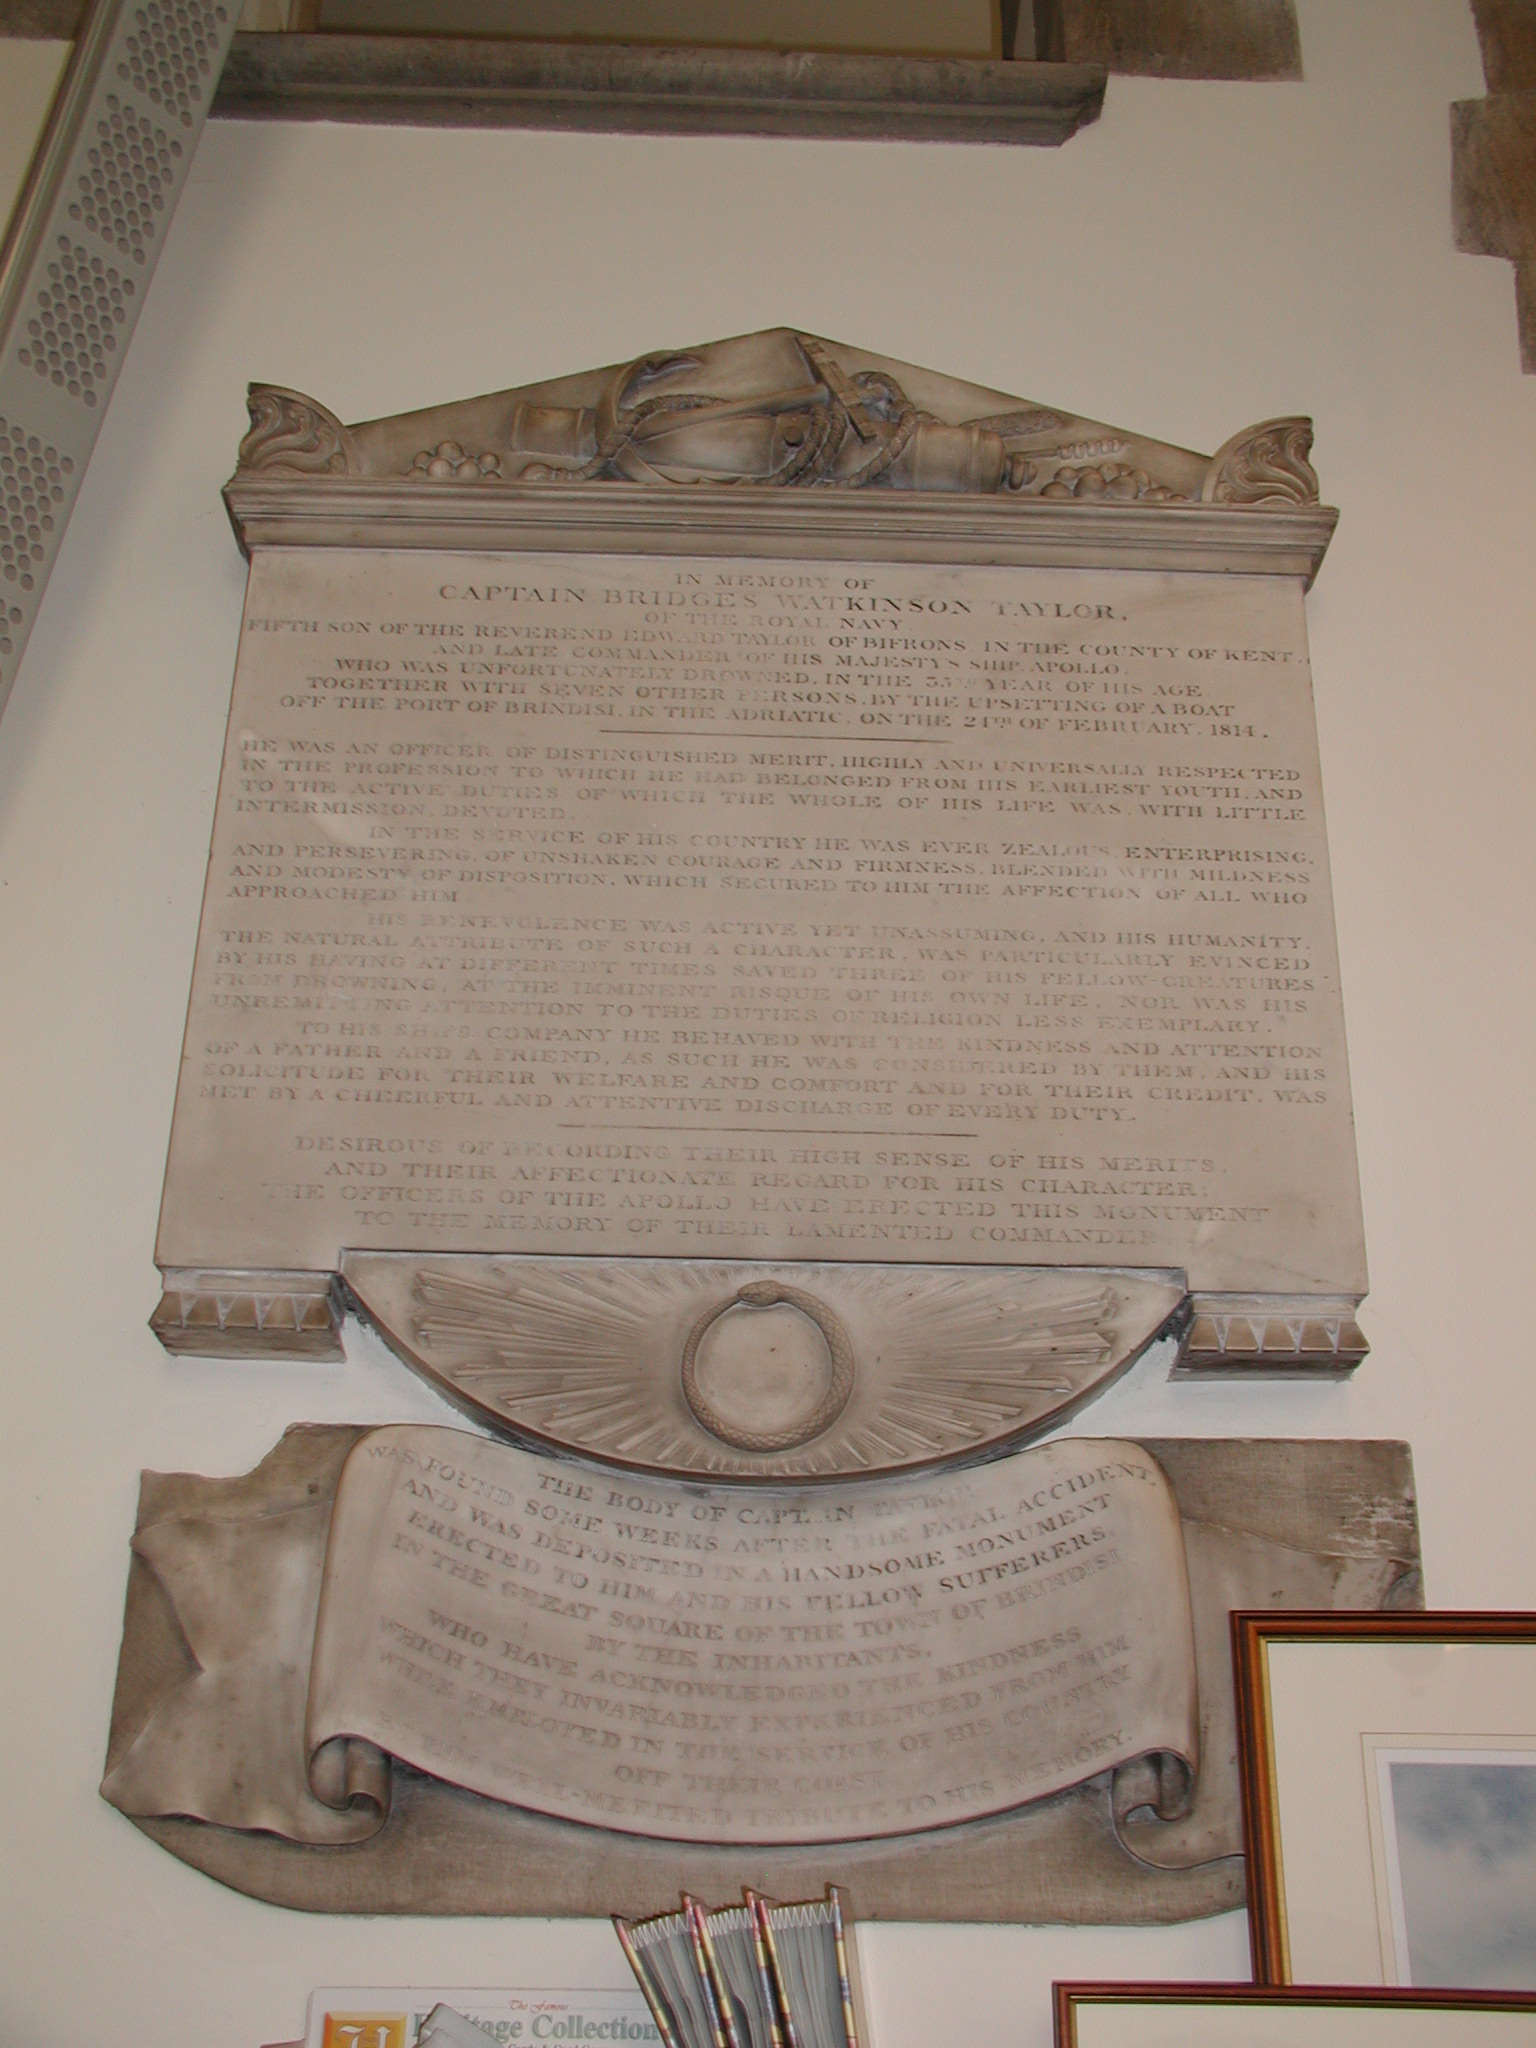 IN MEMORY OF
CAPTAIN BRIDGES WATKINSON TAYLOR,
OF THE ROYAL NAVY,
FIFTH SON OF THE REVEREND EDWARD TAYLOR OF BIFRONS IN THE COUNTY OF KENT,
AND LATE COMMANDER OF HIS MAJESTY'S SHIP, APOLLO,
WHO WAS UNFORTUNATELY DROWNED, IN THE YEAR OF HIS AGE
TOGETHER WITH SEVEN OTHER PERSONS, BY THE UPSETTING OF A BOAT
OFF THE PORT OF BRINDISI, IN THE ADRIATIC, ON THE 24TH OF FEBRUARY, 1814.
HE WAS AN OFFICER OF DISTINGUISHED MERIT, HIGHLY AND UNIVERSALLY RESPECTED
IN THE PROFESSION TO WHICH HE HAD BELONGED FROM HIS EARLIEST YOUTH, AND
TO THE ACTIVE DUTIES OF WHICH THE WHOLE OF HIS LIFE WAS, WITH LITTLE
INTERMISSION, DEVOTED.
IN THE SERVICE OF HIS COUNTRY HE WAS EVER ZEALOUS, ENTERPRISING,
AND PERSEVERING, OF UNSHAKEN COURAGE AND FIRMNESS, BLENDED WITH MILDNESS
AND MODESTY OF DISPOSITION, WHICH SECURED TO HIM THE AFFECTION OF ALL WHO
APPROACHED HIM
HIS BENEVOLENCE WAS ACTIVE YET UNASSUMING, AND HIS HUMANITY,
THE NATURAL ATTRIBUTE OF SUCH A CHARACTER, WAS PARTICULARLY EVINCED
BY HIS HAVING AT DIFFERENT TIMES SAVED THREE OF HIS FELLOW-CREATURES
FROM DROWNING, AT THE IMMINENT RISQUE OF HIS OWN LIFE, NOR WAS HIS
UNREMITTING ATTENTION TO THE DUTIES OF RELIGION LESS EXEMPLARY.
TO HIS SHIPS COMPANY HE BEHAVED WITH THE KINDNESS AND ATTENTION
OF A FATHER AND A FRIEND, AS SUCH HE WAS CONSIDERED BY THEM, AND HIS
SOLICITUDE FOR THEIR WELFARE AND COMFORT AND FOR THEIR CREDIT, WAS
MET BY A CHEERFUL AND ATTENTIVE DISCHARGE OF EVERY DUTY.
DESIROUS OF RECORDING THEIR HIGH SENSE OF HIS MERITS,
AND THEIR AFFECTIONATE REGARD FOR HIS CHARACTER;
THE OFFICERS OF THE APOLLO HAVE ERECTED THIS MONUMENT
TO THE MEMORY OF THEIR LAMENTED COMMANDER
THE BODY OF CAPTAIN TAYLOR
WAS FOUND SOME WEEKS AFTER THE FATAL ACCIDENT,
AND WAS DEPOSITED IN A HANDSOME MONUMENT
ERECTED TO HIM AND HIS FELLOW SUFFERERS,
IN THE GREAT SQUARE OF THE TOWN OF BRINDISI
BY THE INHABITANTS,
WHO HAVE ACKNOWLEDGED THE KINDNESS
WHICH THEY INVARIABLY EXPERIENCED FROM HIM
WHILE EMPLOYED IN THE SERVICE OF HIS COUNTRY
OFF THEIR COAST
BY THIS WELL-MERITED TRIBUTE TO HIS MEMORY.
The Famous
Heritage Collection